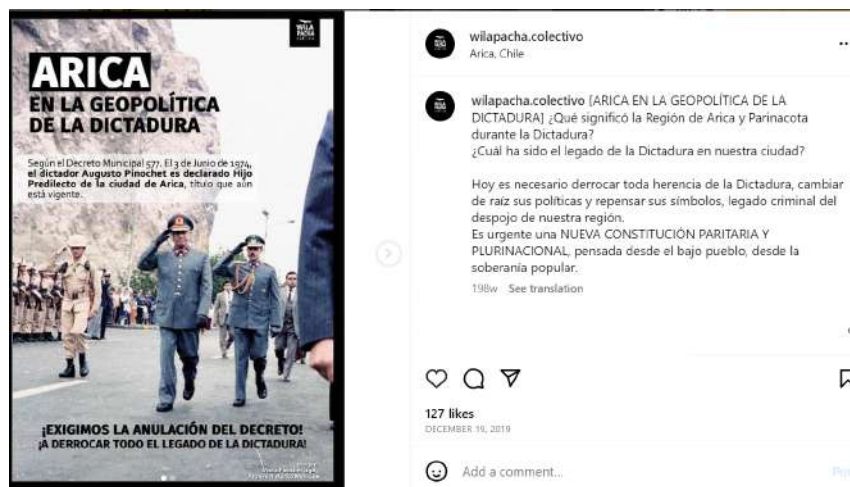 WILA
PACHA
ARICA
EN LA GEOPOLÍTICA
DE LA DICTADURA
Según el Decreto Municipal 577. El 3 de Junio de 1974,
el dictador Augusto Pinochet es declarado Hijo
Predilecto de la ciudad de Arica, título que aún
está vigente.
¡EXIGIMOS LA ANULACIÓN DEL DECRETO!
¡A DERROCAR TODO EL LEGADO DE LA DICTADURA!
wilapacha.colectivo
Arica, Chile
wilapacha.colectivo [ARICA EN LA GEOPOLÍTICA DE LA
DICTADURA] ¿Qué significó la Región de Arica y Parinacota
durante la Dictadura?
¿Cuál ha sido el legado de la Dictadura en nuestra ciudad?
Hoy es necesario derrocar toda herencia de la Dictadura, cambiar
de raíz sus políticas y repensar sus símbolos, legado criminal del
despojo de nuestra región.
Es urgente una NUEVA CONSTITUCIÓN PARITARIA Y
PLURINACIONAL, pensada desde el bajo pueblo, desde la
soberanía popular.
198w See translation
127 likes
DECEMBER 19, 2019
Add a comment...